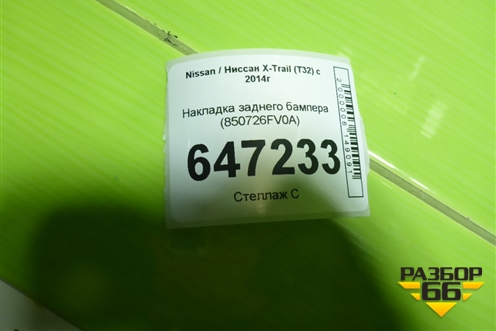 Nissan / Ниссан X-Trail (T32) с
2014г
Накладка заднего бампера
(850726FV0A)
647233
Стеллаж С
РАЗБОР
66